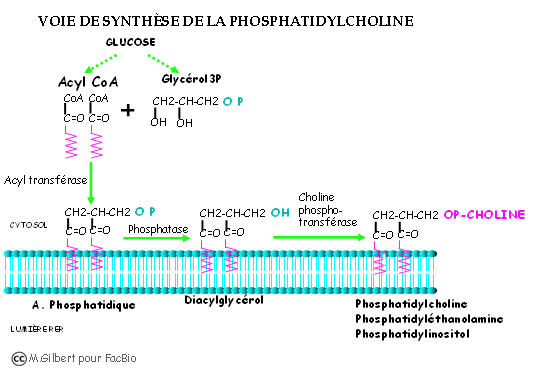 VOIE DE SYNTHÈSE DE LA PHOSPHATIDYLCHOLINE
GLUCOSE
Acyl CoA
Glycérol 3P
CoA CoA
C=O C=O
+
CH2-CH-CH2 O P
OH OH
Acyl transférase
CYTOSOL
CH2-CH-CH2 O P
C=O C=O
Phosphatase
CH2-CH-CH2 OH
C=O C=O
Choline
phospho-
transférase
CH2-CH-CH2 OP-CHOLINE
C=O C=O
A. Phosphatidique
Diacylglycérol
Phosphatidylcholine
Phosphatidyléthanolamine
Phosphatidylinositol
LUMIÈRE RER
cc M.Gilbert pour FacBio